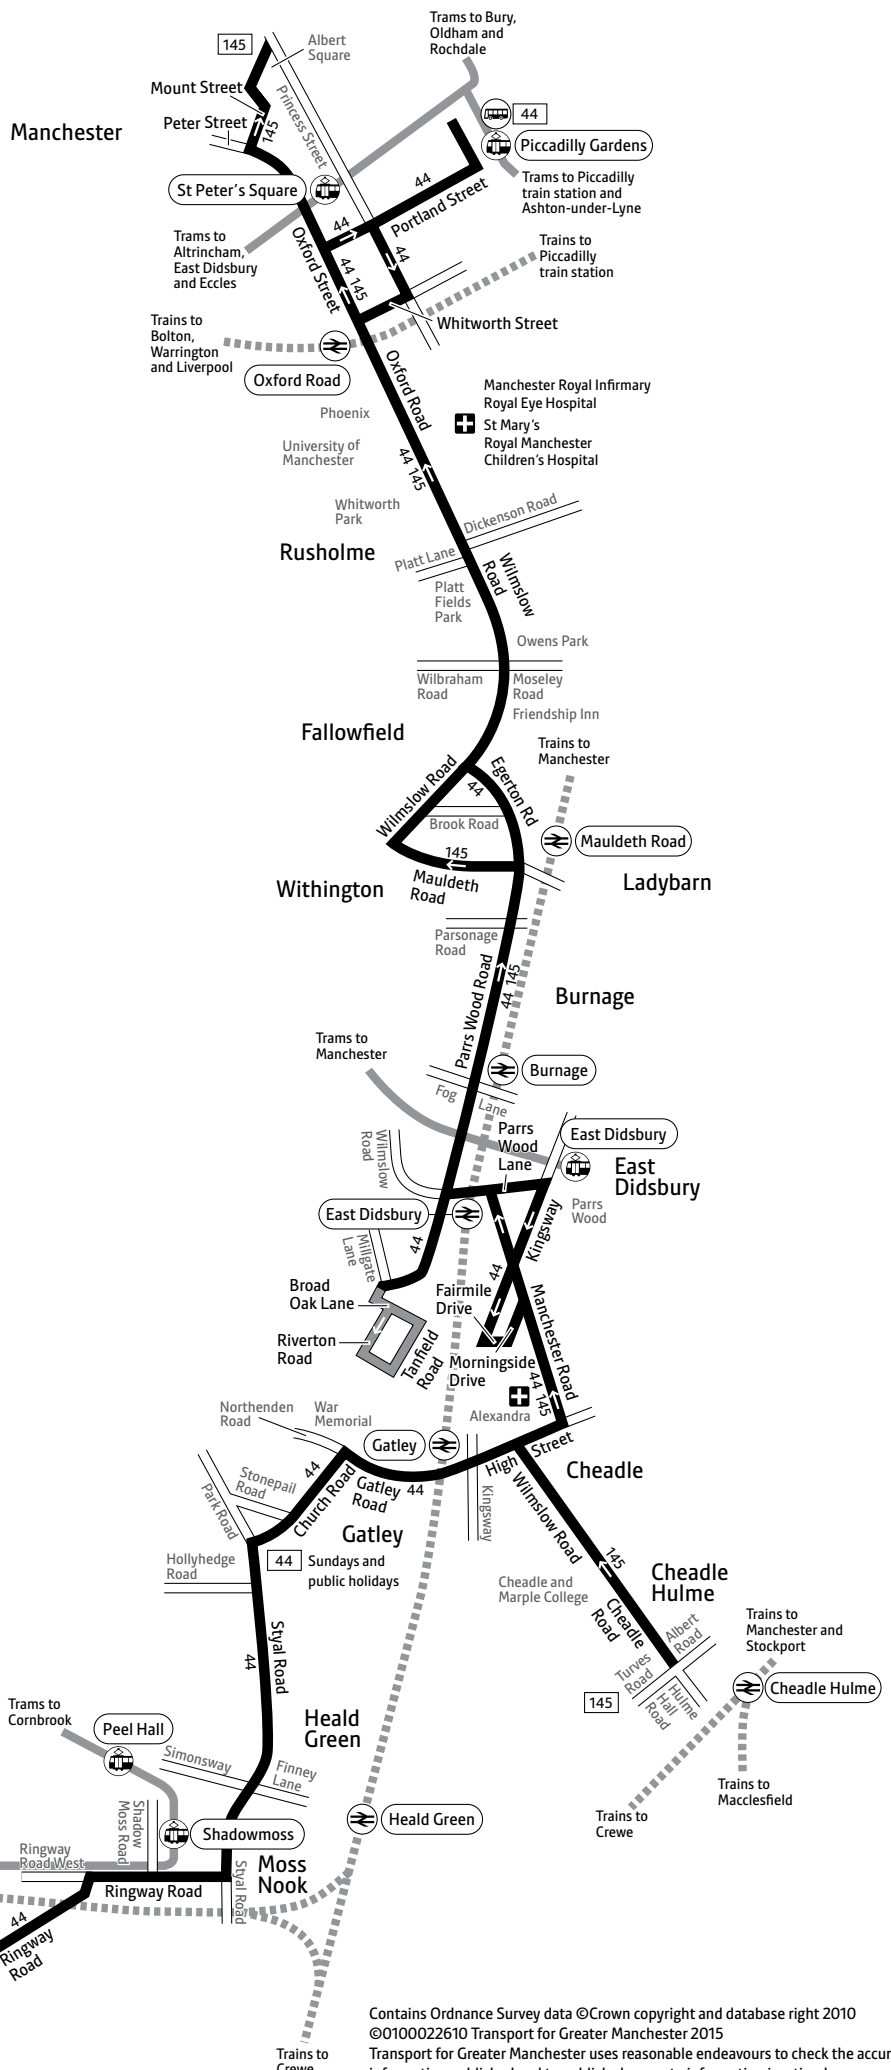 145
Albert
Square
Trams to Bury,
Oldham and
Rochdale
Mount Street
Princess Street
Manchester
Peter Street
145
44
Piccadilly Gardens
St Peter's Square
44
Portland Street
Trams to Piccadilly
train station and
Ashton-under-Lyne
Trams to
Altrincham,
East Didsbury
and Eccles
44
Oxford Street
44
44 145
Trains to
Piccadilly
train station
Whitworth Street
Trains to
Bolton,
Warrington
and Liverpool
Oxford Road
Oxford Road
Manchester Royal Infirmary
Royal Eye Hospital
St Mary's
Royal Manchester
Children's Hospital
Phoenix
University of
Manchester
44 145
Whitworth
Park
Dickenson Road
Rusholme
Platt Lane
Wilmslow
Road
Platt
Fields
Park
Owens Park
Wilbraham
Road
Moseley
Road
Friendship Inn
Fallowfield
Trains to
Manchester
Wilmslow Road
44
Egerton Rd
Brook Road
Mauldeth Road
145
Withington
Mauldeth
Road
Ladybarn
Parsonage
Road
Parrs Wood Road
44 145
Burnage
Trams to
Manchester
Burnage
Fog
Lane
Parrs
Wood
Lane
East Didsbury
Wilmslow
Road
East
Didsbury
East Didsbury
Parrs
Wood
Kingsway
Millgate
Lane
44
44
Broad
Oak Lane
Fairmile
Drive
Manchester Road
Riverton
Road
Tanfield
Road
Morningside
Drive
44 145
Northenden
Road
War
Memorial
Alexandra
Gatley
High Street
Cheadle
44
Stonepail
Road
Church Road
Gatley
Road
44
Kingsway
Wilmslow Road
Park Road
Gatley
145
Hollyhedge
Road
44
Sundays and
public holidays
Cheadle and
Marple College
Cheadle
Hulme
Cheadle
Road
Albert
Road
Trains to
Manchester and
Stockport
44
Styal Road
Turves
Road
Hulme
Hall
Road
145
Cheadle Hulme
Trams to
Cornbrook
Heald
Green
Peel Hall
Simonsway
Finney
Lane
Trains to
Macclesfield
Trains to
Crewe
Shadow
Moss Road
Shadowmoss
Heald Green
Ringway
Road West
Moss
Nook
Ringway Road
Styal Road
44
Ringway
Road
Contains Ordnance Survey data ©Crown copyright and database right 2010
©0100022610 Transport for Greater Manchester 2015
Trains to
Crewe
Transport for Greater Manchester uses reasonable endeavours to check the accur